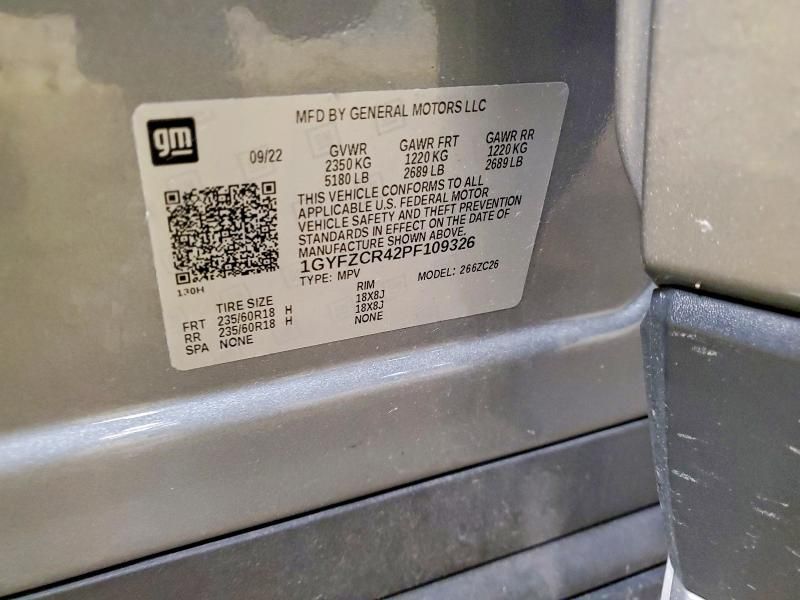 MFD BY GENERAL MOTORS LLC
gm
09/22
GVWR GAWR FRT GAWR RR
2350 KG 1220 KG 1220 KG
5180 LB 2689 LB 2689 LB
THIS VEHICLE CONFORMS TO ALL
APPLICABLE U.S. FEDERAL MOTOR
VEHICLE SAFETY AND THEFT PREVENTION
STANDARDS IN EFFECT ON THE DATE OF
MANUFACTURE SHOWN ABOVE.
1GYFZCR42PF109326
TYPE: MPV MODEL: 266ZC26
130H
TIRE SIZE RIM
FRT 235/60R18 H 18X8J
RR 235/60R18 H 18X8J
SPA NONE NONE